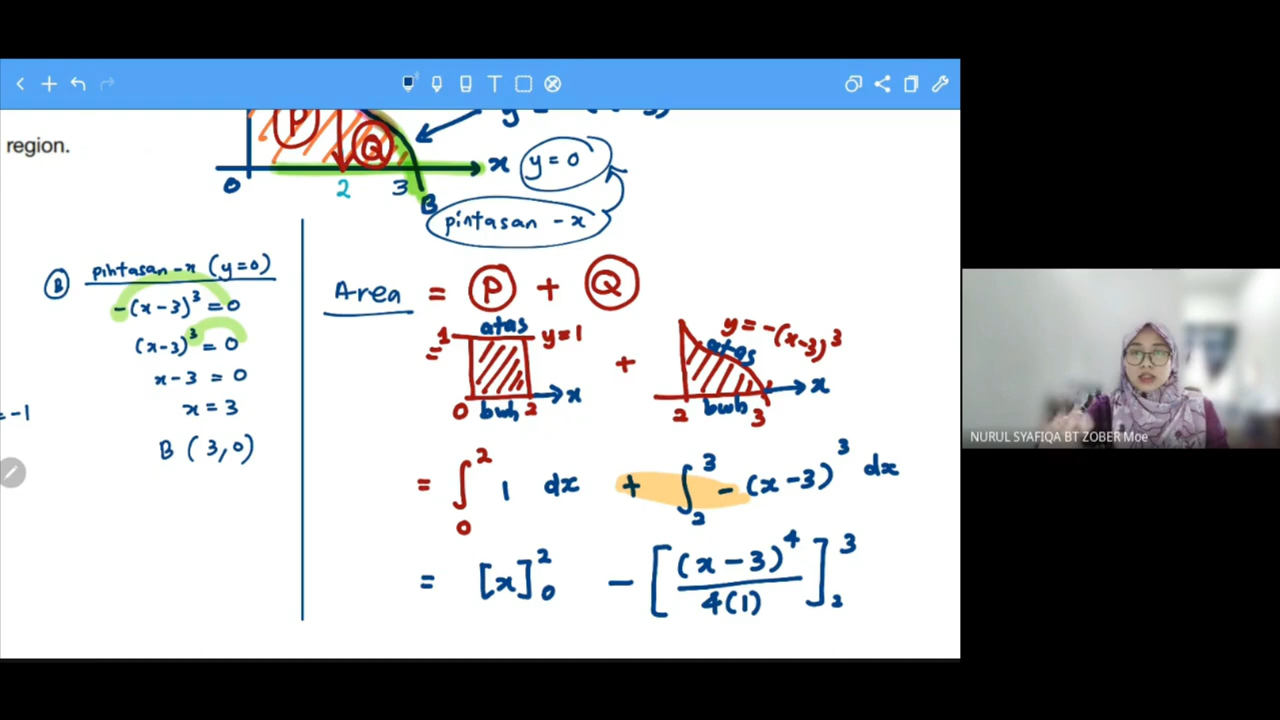 region.
P
Q
x
y = 0
0
2
3
B
pintasan - x
B pintasan - x (y=0)
-(x - 3)³ = 0
(x - 3)³ = 0
x - 3 = 0
x = 3
= -1
B ( 3, 0 )
Area = P + Q
1 atas y = 1
0 bwh 2 x
+
y = -(x - 3)³
atas
2 bwh 3 x
= ∫₀² 1 dx + ∫₂³ - (x - 3)³ dx
= [x]₀² - [(x - 3)⁴ / 4(1)]₂³
NURUL SYAFIQA BT ZOBER Moe